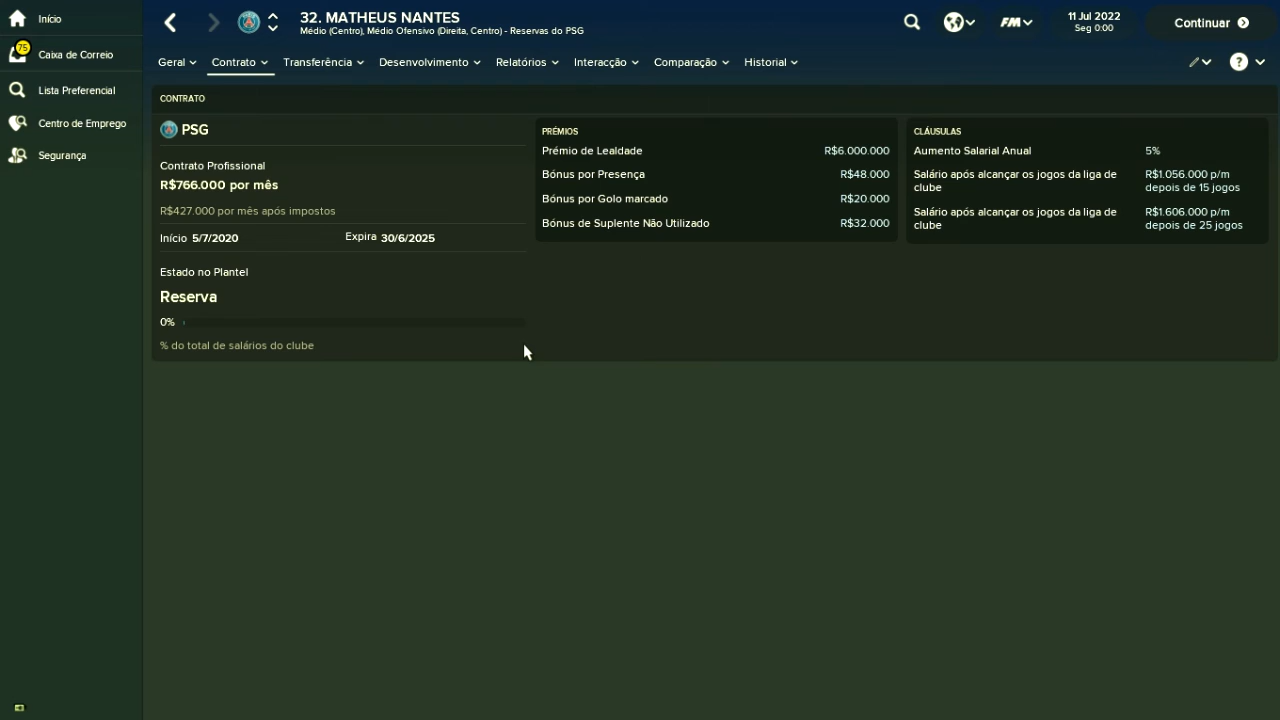 Início
75
Caixa de Correio
Lista Preferencial
Centro de Emprego
Segurança
32. MATHEUS NANTES
Médio (Centro), Médio Ofensivo (Direita, Centro) - Reservas do PSG
FM
11 Jul 2022
Seg 0:00
Continuar
Geral
Contrato
Transferência
Desenvolvimento
Relatórios
Interacção
Comparação
Historial
?
CONTRATO
PSG
Contrato Profissional
R$766.000 por mês
R$427.000 por mês após impostos
Início 5/7/2020
Expira 30/6/2025
Estado no Plantel
Reserva
0%
% do total de salários do clube
PRÉMIOS
Prémio de Lealdade R$6.000.000
Bónus por Presença R$48.000
Bónus por Golo marcado R$20.000
Bónus de Suplente Não Utilizado R$32.000
CLÁUSULAS
Aumento Salarial Anual 5%
Salário após alcançar os jogos da liga de R$1.056.000 p/m
clube depois de 15 jogos
Salário após alcançar os jogos da liga de R$1.606.000 p/m
clube depois de 25 jogos